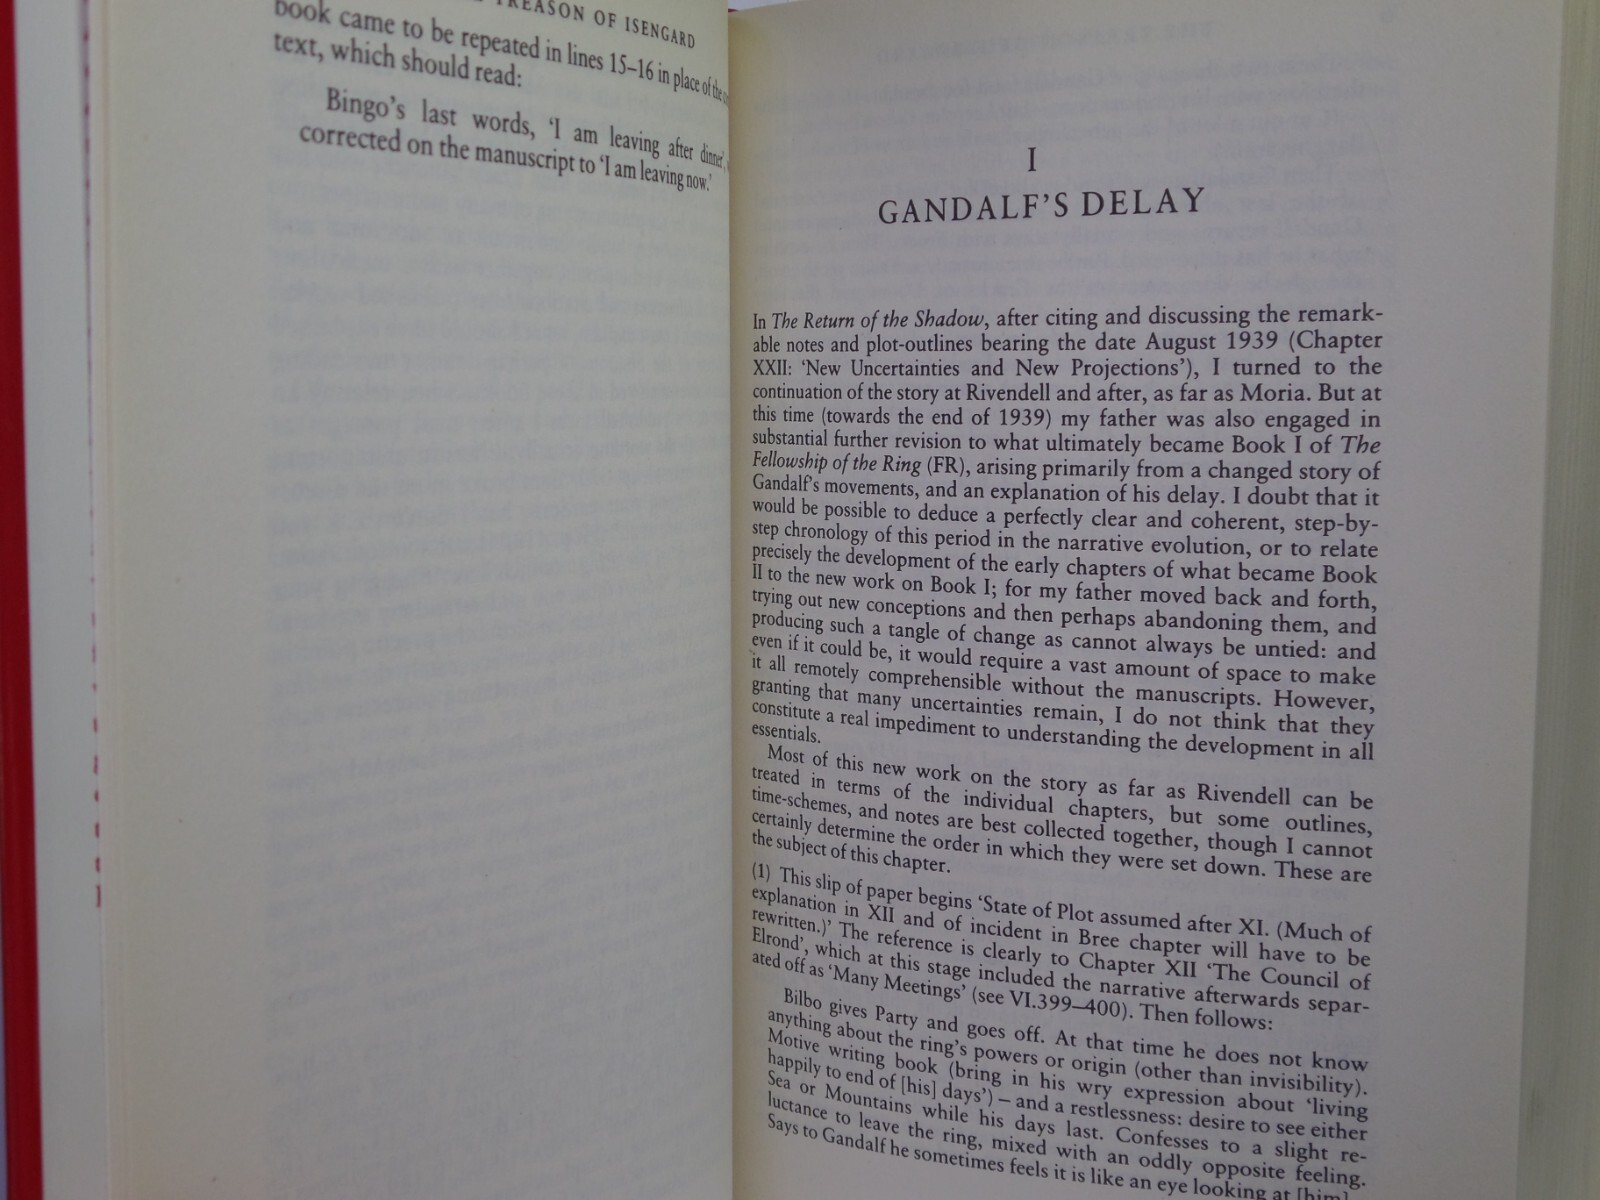 TREASON OF ISENGARD
book came to be repeated in lines 15–16 in place of the
text, which should read:
Bingo's last words, 'I am leaving after dinner',
corrected on the manuscript to 'I am leaving now.'
I
GANDALF'S DELAY
In The Return of the Shadow, after citing and discussing the remark-
able notes and plot-outlines bearing the date August 1939 (Chapter
XXII: 'New Uncertainties and New Projections'), I turned to the
continuation of the story at Rivendell and after, as far as Moria. But at
this time (towards the end of 1939) my father was also engaged in
substantial further revision to what ultimately became Book I of The
Fellowship of the Ring (FR), arising primarily from a changed story of
Gandalf's movements, and an explanation of his delay. I doubt that it
would be possible to deduce a perfectly clear and coherent, step-by-
step chronology of this period in the narrative evolution, or to relate
precisely the development of the early chapters of what became Book
II to the new work on Book I; for my father moved back and forth,
trying out new conceptions and then perhaps abandoning them, and
producing such a tangle of change as cannot always be untied: and
even if it could be, it would require a vast amount of space to make
it all remotely comprehensible without the manuscripts. However,
granting that many uncertainties remain, I do not think that they
constitute a real impediment to understanding the development in all
essentials.
Most of this new work on the story as far as Rivendell can be
treated in terms of the individual chapters, but some outlines,
time-schemes, and notes are best collected together, though I cannot
certainly determine the order in which they were set down. These are
the subject of this chapter.
(1) This slip of paper begins 'State of Plot assumed after XI. (Much of
explanation in XII and of incident in Bree chapter will have to be
rewritten.)' The reference is clearly to Chapter XII 'The Council of
Elrond', which at this stage included the narrative afterwards separ-
ated off as 'Many Meetings' (see VI.399–400). Then follows:
Bilbo gives Party and goes off. At that time he does not know
anything about the ring's powers or origin (other than invisibility).
Motive writing book (bring in his wry expression about 'living
happily to end of [his] days') – and a restlessness: desire to see either
Sea or Mountains while his days last. Confesses to a slight re-
luctance to leave the ring, mixed with an oddly opposite feeling.
Says to Gandalf he sometimes feels it is like an eye looking at [him]